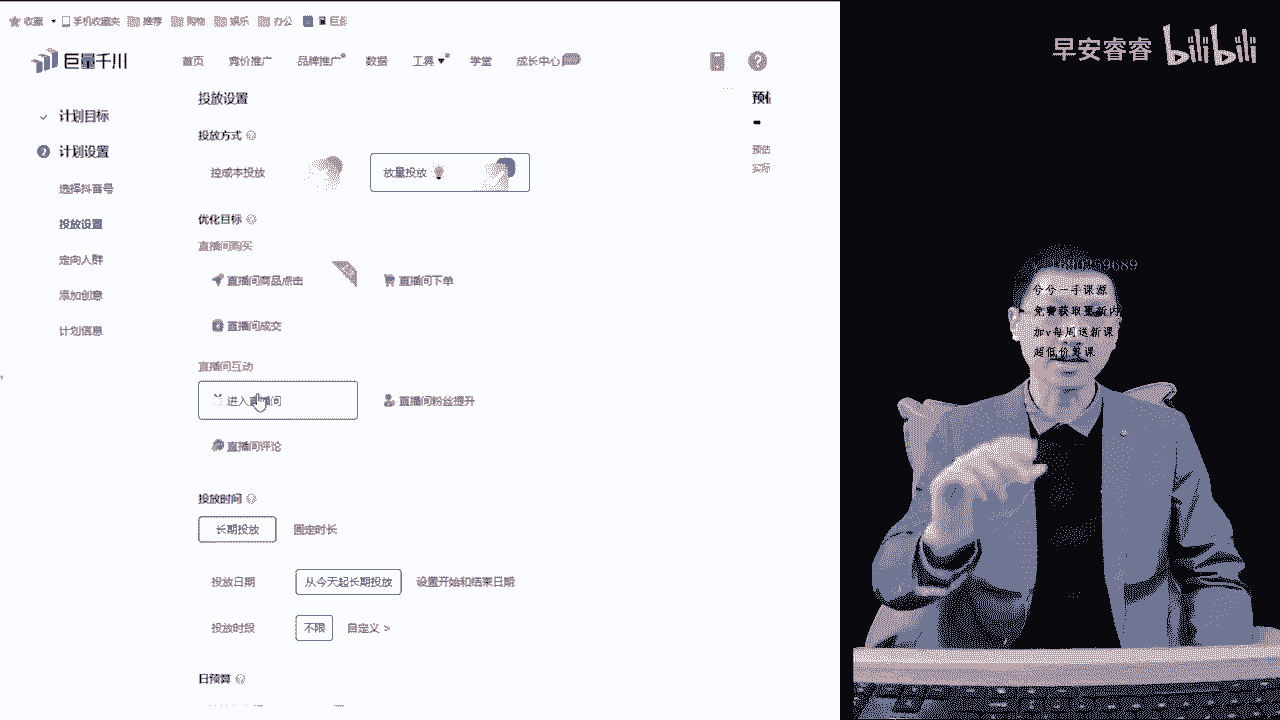 收藏 手机收藏夹 推荐 购物 娱乐 办公
早安睿睿 bilibili
巨量千川 首页 竞价推广 品牌推广 数据 工具 学堂 成长中心
计划目标
2 计划设置
选择抖音号
投放设置
定向人群
添加创意
计划信息
投放设置
投放方式
控成本投放 放量投放
优化目标
直播间购买
直播间商品点击 直播间下单
直播间成交
直播间互动
进入直播间 直播间粉丝提升
直播间评论
投放时间
长期投放 固定时长
投放日期 从今天起长期投放 设置开始和结束日期
投放时段 不限 自定义 >
日预算
预估
实际
59689
兮兮一手课源
免费获取最新内
加v每周送新课
超低价复课